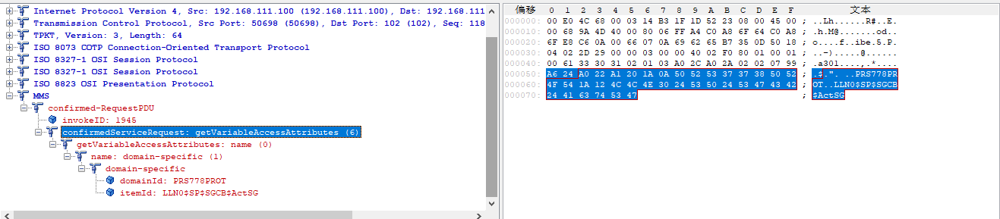 Internet Protocol Version 4, Src: 192.168.111.100 (192.168.111.100), Dst: 192.168.111
Transmission Control Protocol, Src Port: 50698 (50698), Dst Port: 102 (102), Seq: 118
TPKT, Version: 3, Length: 64
ISO 8073 COTP Connection-Oriented Transport Protocol
ISO 8327-1 OSI Session Protocol
ISO 8327-1 OSI Session Protocol
ISO 8823 OSI Presentation Protocol
MMS
confirmed-RequestPDU
invokeID: 1945
confirmedServiceRequest: getVariableAccessAttributes (6)
getVariableAccessAttributes: name (0)
name: domain-specific (1)
domain-specific
domainId: PRS778PROT
itemId: LLN0$SP$SGCB$ActSG
偏移 0 1 2 3 4 5 6 7 8 9 A B C D E F 文本
000000: 00 E0 4C 68 00 03 14 B3 1F 1D 52 23 08 00 45 00 ; ..Lh......R#..E.
000010: 00 68 9A 4D 40 00 80 06 FF A4 C0 A8 6F 64 C0 A8 ; .h.M@.......od..
000020: 6F E8 C6 0A 00 66 07 0A 69 62 65 B7 35 0D 50 18 ; o....f..ibe.5.P.
000030: 04 02 2D 29 00 00 03 00 00 40 02 F0 80 01 00 01 ; ..-).....@......
000040: 00 61 33 30 31 02 01 03 A0 2C A0 2A 02 02 07 99 ; .a301....,.*....
000050: A6 24 A0 22 A1 20 1A 0A 50 52 53 37 37 38 50 52 ; .$.". ..PRS778PR
000060: 4F 54 1A 12 4C 4C 4E 30 24 53 50 24 53 47 43 42 ; OT..LLN0$SP$SGCB
000070: 24 41 63 74 53 47 ; $ActSG